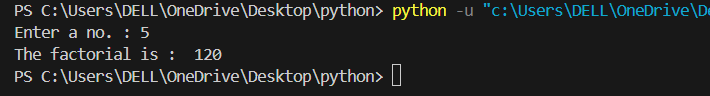 PS C:\Users\DELL\OneDrive\Desktop\python> python -u "c:\Users\DELL\OneDrive\De
Enter a no. : 5
The factorial is :  120
PS C:\Users\DELL\OneDrive\Desktop\python>